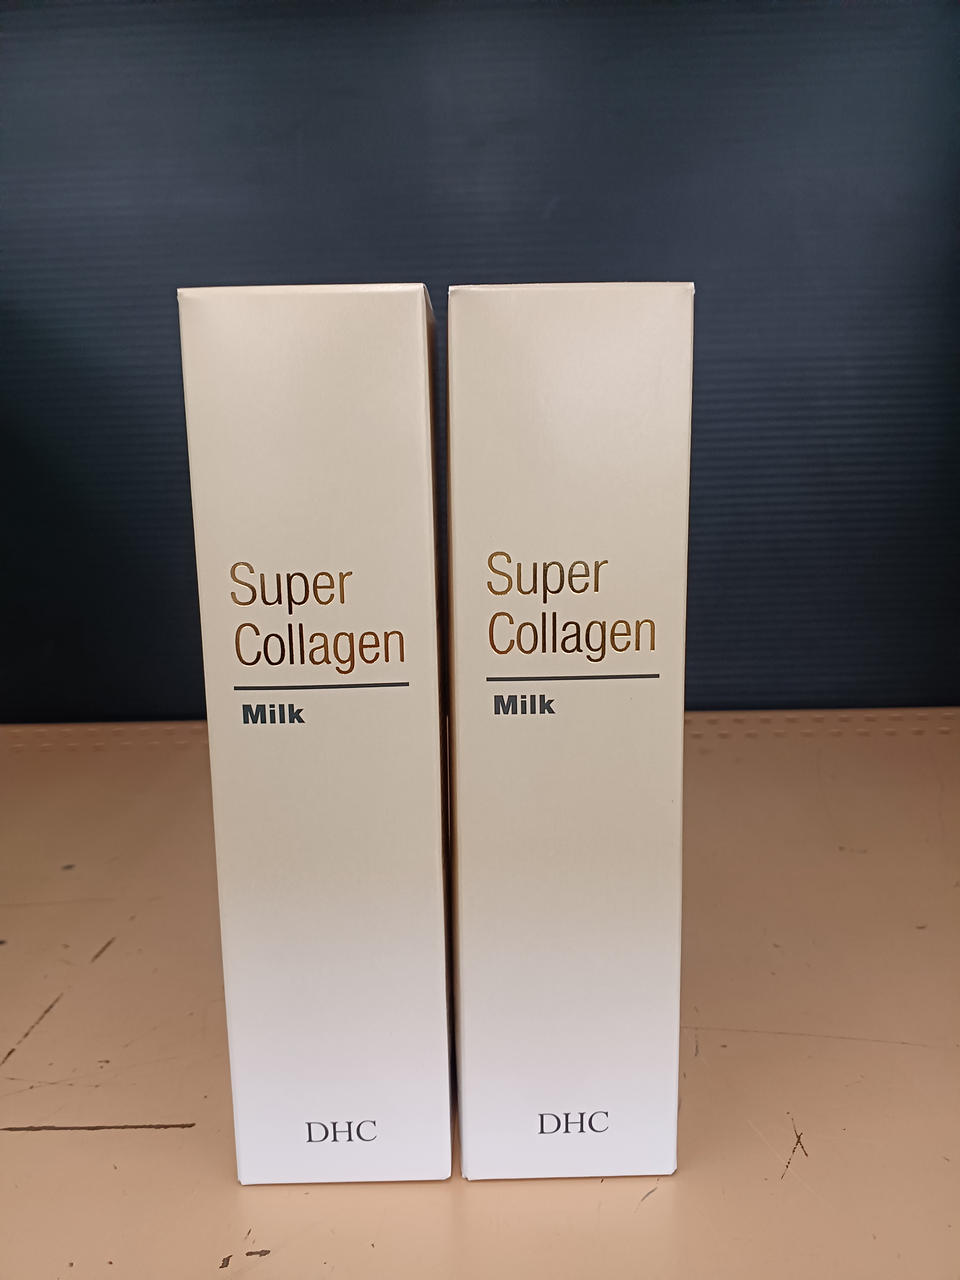 Super
Collagen
Milk
DHC
Super
Collagen
Milk
DHC